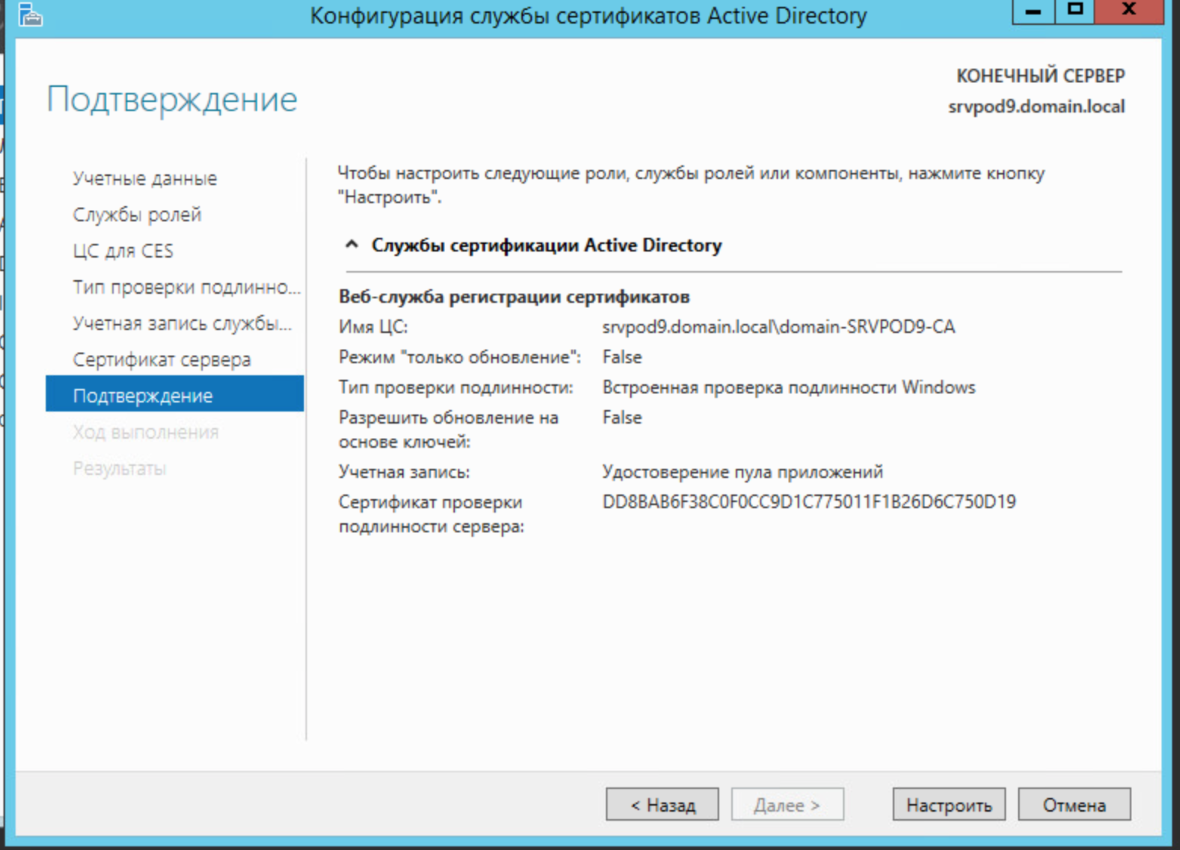 Конфигурация службы сертификатов Active Directory
Подтверждение
КОНЕЧНЫЙ СЕРВЕР
srvpod9.domain.local
Учетные данные
Службы ролей
ЦС для CES
Тип проверки подлинно...
Учетная запись службы...
Сертификат сервера
Подтверждение
Ход выполнения
Результаты
Чтобы настроить следующие роли, службы ролей или компоненты, нажмите кнопку
"Настроить".
Службы сертификации Active Directory
Веб-служба регистрации сертификатов
Имя ЦС: srvpod9.domain.local\domain-SRVPOD9-CA
Режим "только обновление": False
Тип проверки подлинности: Встроенная проверка подлинности Windows
Разрешить обновление на False
основе ключей:
Учетная запись: Удостоверение пула приложений
Сертификат проверки DD8BAB6F38C0F0CC9D1C775011F1B26D6C750D19
подлинности сервера:
< Назад Далее > Настроить Отмена